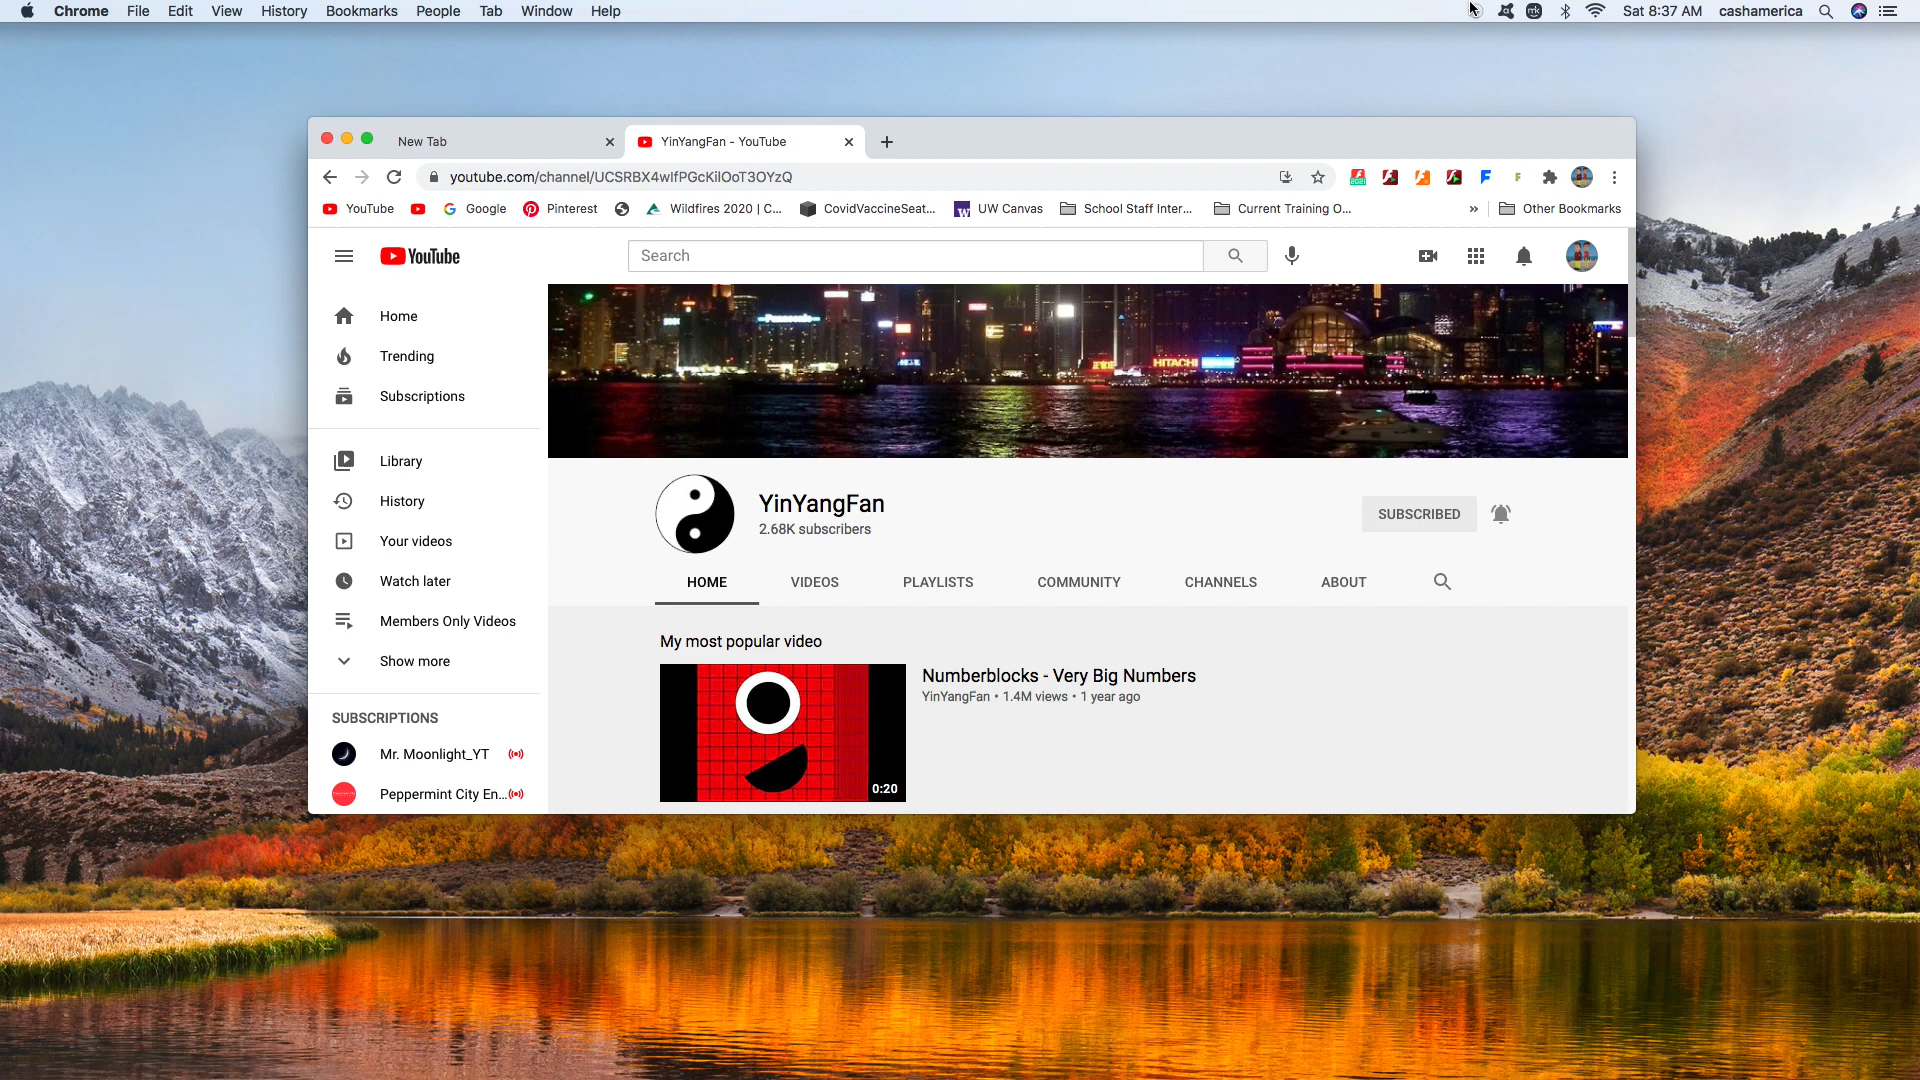 Chrome File Edit View History Bookmarks People Tab Window Help
Sat 8:37 AM cashamerica
New Tab
YinYangFan - YouTube
youtube.com/channel/UCSRBX4wIfPGcKilOoT3OYzQ
YouTube Google Pinterest Wildfires 2020 | C... CovidVaccineSeat... UW Canvas School Staff Inter... Current Training O... » Other Bookmarks
YouTube
Search
Home
Trending
Subscriptions
Library
History
Your videos
Watch later
Members Only Videos
Show more
SUBSCRIPTIONS
Mr. Moonlight_YT
Peppermint City En...
Panasonic
HITACHI
YinYangFan
2.68K subscribers
SUBSCRIBED
HOME VIDEOS PLAYLISTS COMMUNITY CHANNELS ABOUT
My most popular video
0:20
Numberblocks - Very Big Numbers
YinYangFan • 1.4M views • 1 year ago